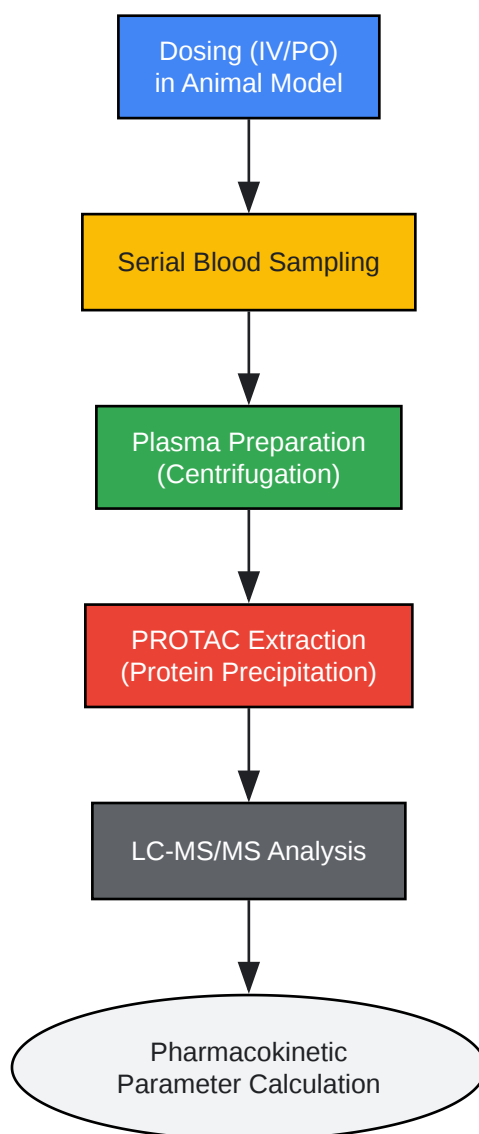 Dosing (IV/PO)
in Animal Model
Serial Blood Sampling
Plasma Preparation
(Centrifugation)
PROTAC Extraction
(Protein Precipitation)
LC-MS/MS Analysis
Pharmacokinetic
Parameter Calculation